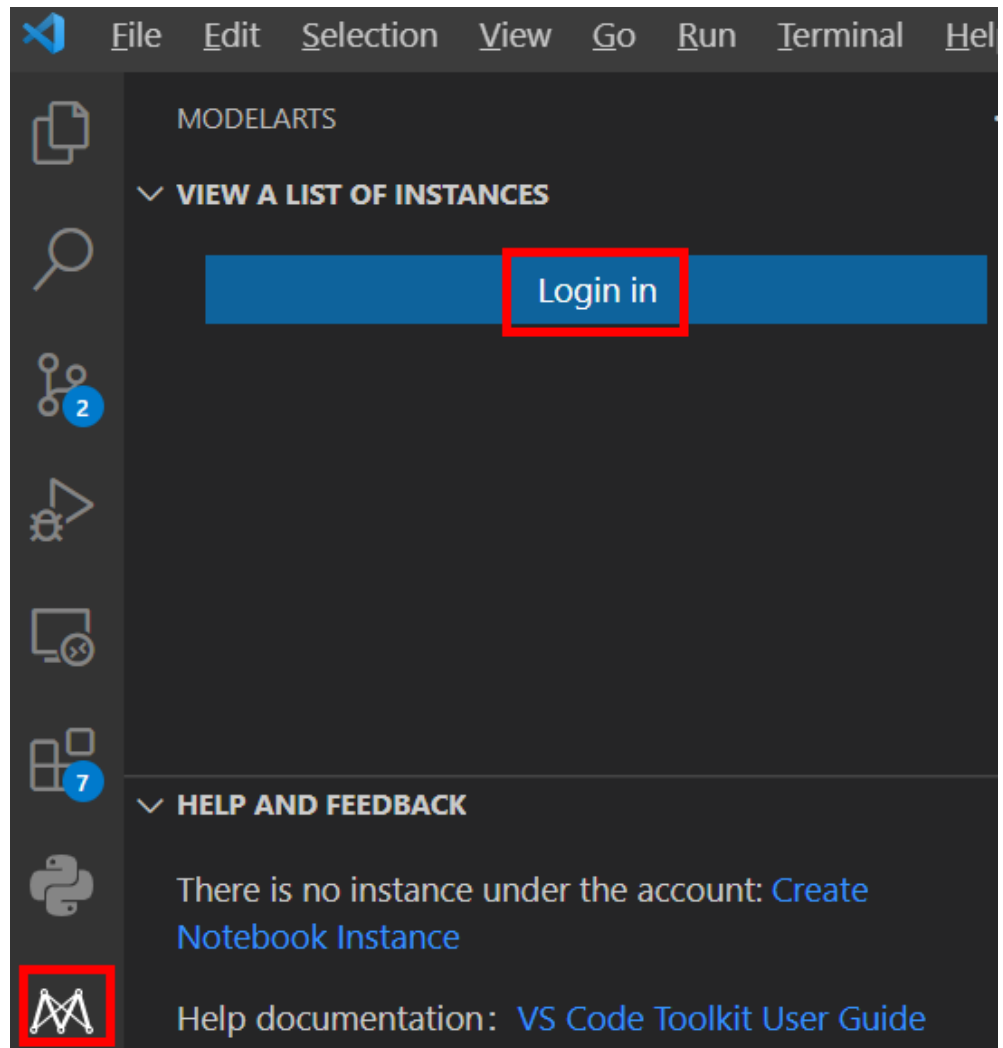 File Edit Selection View Go Run Terminal Hel
MODELARTS
VIEW A LIST OF INSTANCES
Login in
2
7
HELP AND FEEDBACK
There is no instance under the account: Create
Notebook Instance
Help documentation: VS Code Toolkit User Guide